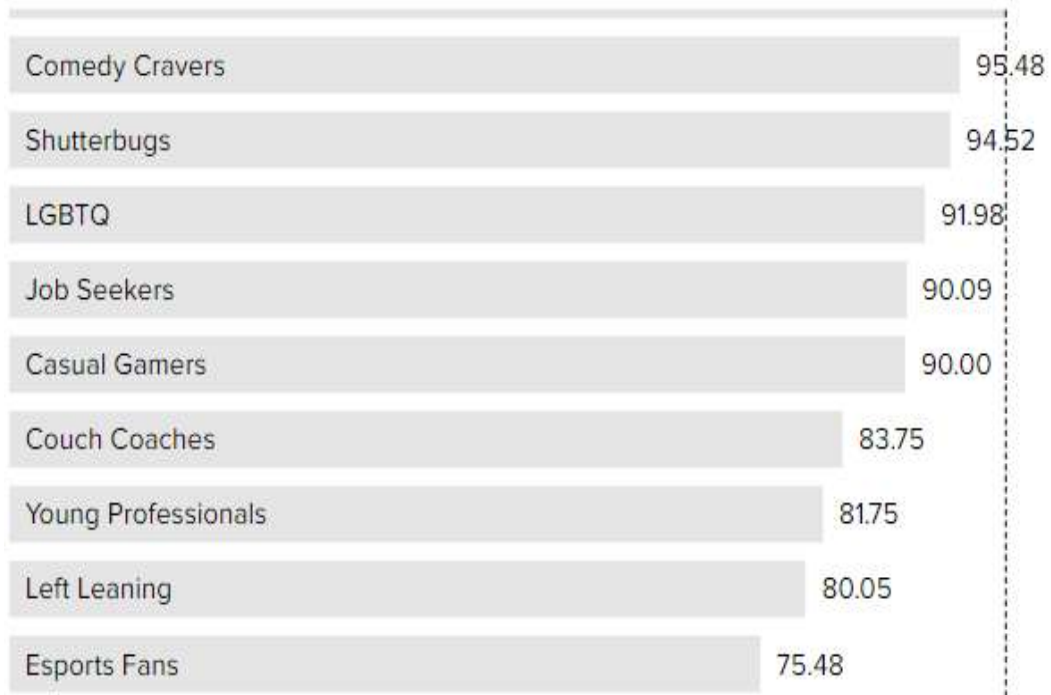 Comedy Cravers 95.48
Shutterbugs 94.52
LGBTQ 91.98
Job Seekers 90.09
Casual Gamers 90.00
Couch Coaches 83.75
Young Professionals 81.75
Left Leaning 80.05
Esports Fans 75.48